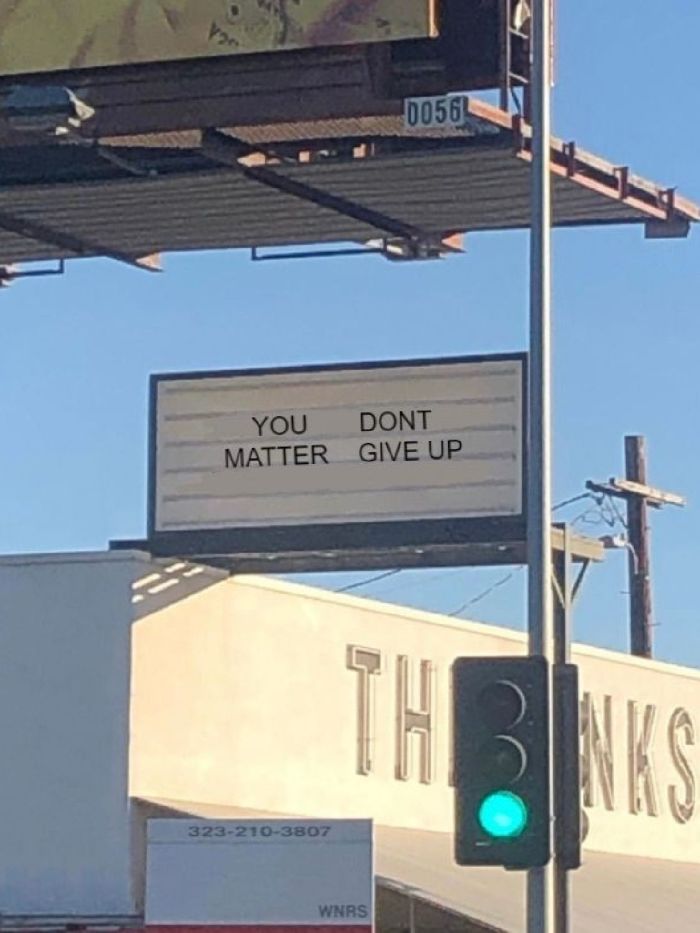 0056
YOU DONT
MATTER GIVE UP
TH NKS
323-210-3807
WNRS